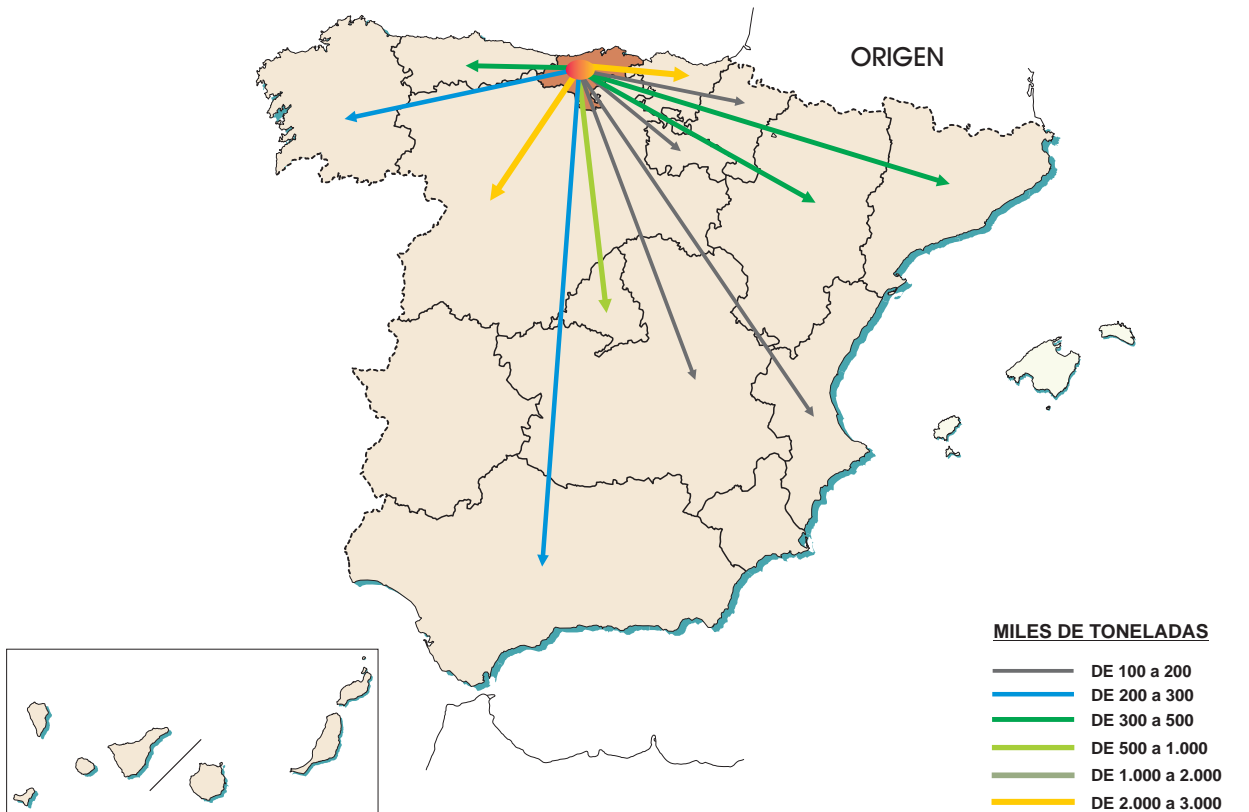 ORIGEN
MILES DE TONELADAS
DE 100 a 200
DE 200 a 300
DE 300 a 500
DE 500 a 1.000
DE 1.000 a 2.000
DE 2.000 a 3.000